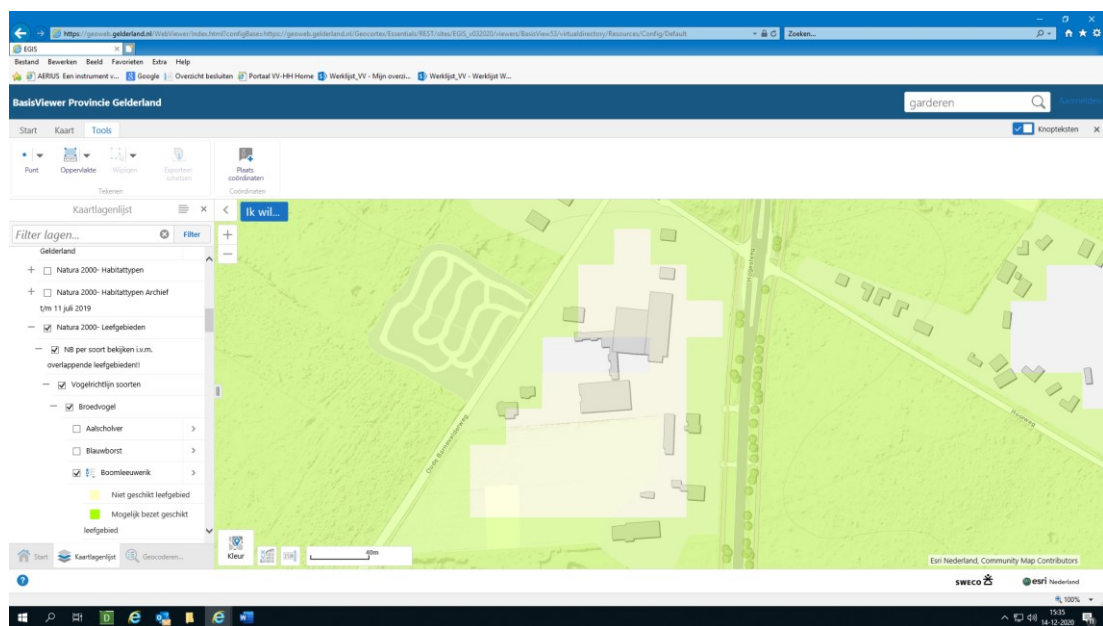 https://geoweb.gelderland.nl/WebViewer/Index.html?configBase=https://geoweb.gelderland.nl/Geocortex/Essentials/REST/sites/EGIS_v032020/viewers/BasisView53/virtualdirectory/Resources/Config/Default
Zoeken...
EGIS
Bestand Bewerken Beeld Favorieten Extra Help
AERIUS Een instrument v... Google Overzicht besluiten Portaal VV-HH Home Werklijst_VV - Mijn overzi... Werklijst_VV - Werklijst W...
BasisViewer Provincie Gelderland
garderen
Aanmelden
Start Kaart Tools
Knopteksten
Punt Oppervlakte Wijzigen Exporteer schetsen
Plaats coördinaten
Tekenen
Coördinaten
Kaartlagenlijst
Ik wil...
Filter lagen...
Filter
Gelderland
Natura 2000- Habitattypen
Natura 2000- Habitattypen Archief
t/m 11 juli 2019
Natura 2000- Leefgebieden
NB per soort bekijken i.v.m.
overlappende leefgebieden!!
Vogelrichtlijn soorten
Broedvogel
Aalscholver
Blauwborst
Boomleeuwerik
Niet geschikt leefgebied
Mogelijk bezet geschikt
leefgebied
Oude Barneveldseweg
Kleur
40m
Esri Nederland, Community Map Contributors
Start Kaartlagenlijst Geocoderen...
sweco
esri Nederland
100%
15:35
14-12-2020